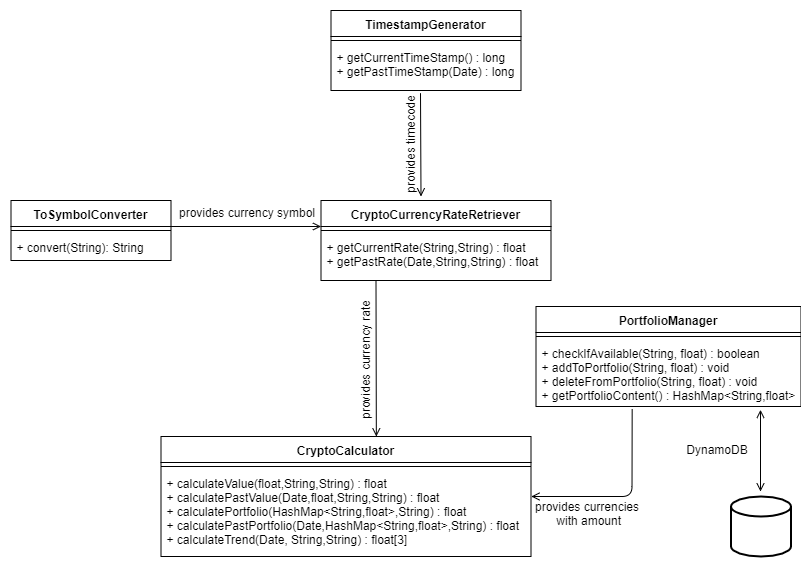 TimestampGenerator
+ getCurrentTimeStamp() : long
+ getPastTimeStamp(Date) : long
provides timecode
ToSymbolConverter
+ convert(String): String
provides currency symbol
CryptoCurrencyRateRetriever
+ getCurrentRate(String,String) : float
+ getPastRate(Date,String,String) : float
provides currency rate
PortfolioManager
+ checkIfAvailable(String, float) : boolean
+ addToPortfolio(String, float) : void
+ deleteFromPortfolio(String, float) : void
+ getPortfolioContent() : HashMap<String,float>
DynamoDB
CryptoCalculator
+ calculateValue(float,String,String) : float
+ calculatePastValue(Date,float,String,String) : float
+ calculatePortfolio(HashMap<String,float>,String) : float
+ calculatePastPortfolio(Date,HashMap<String,float>,String) : float
+ calculateTrend(Date, String,String) : float[3]
provides currencies
with amount